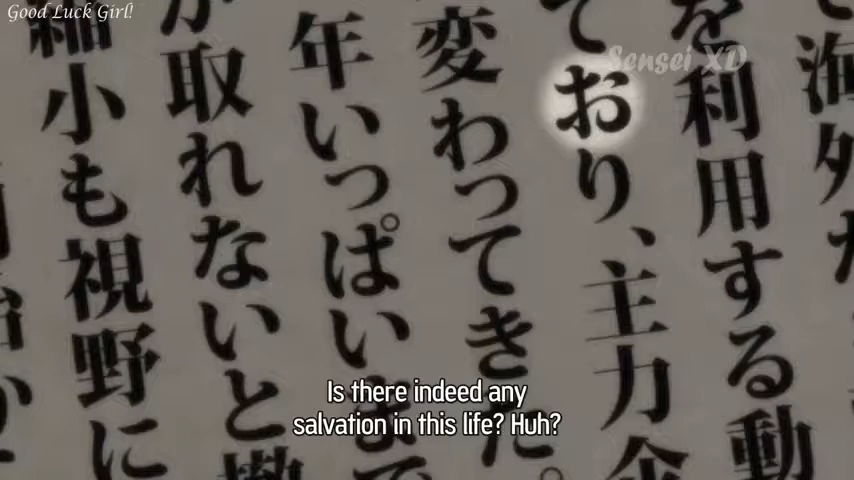 Good Luck Girl!
Sensei XD
海外
を利用する動
ており、主力
変わってきた。
年いっぱいまで
が取れないと
縮小も視野に
Is there indeed any
salvation in this life? Huh?